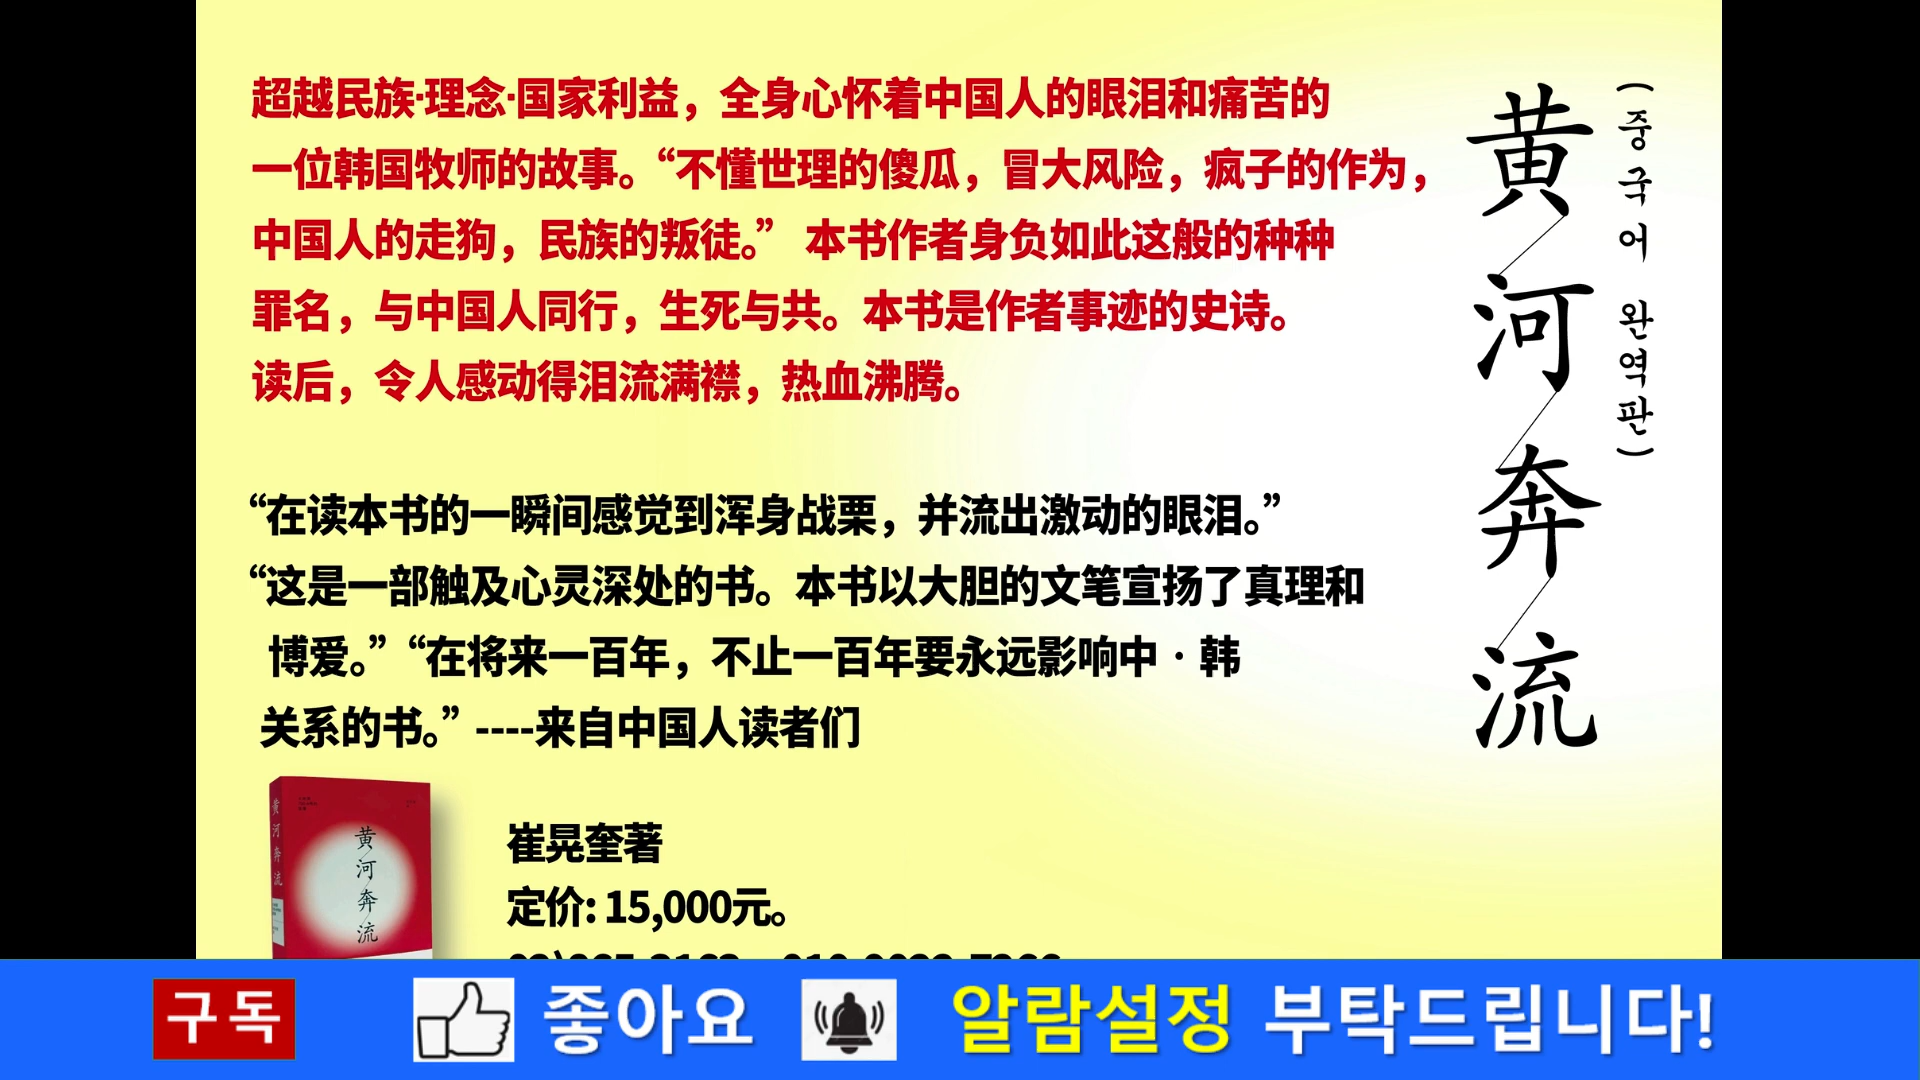 超越民族·理念·国家利益，全身心怀着中国人的眼泪和痛苦的
一位韩国牧师的故事。“不懂世理的傻瓜，冒大风险，疯子的作为，
中国人的走狗，民族的叛徒。” 本书作者身负如此这般的种种
罪名，与中国人同行，生死与共。本书是作者事迹的史诗。
读后，令人感动得泪流满襟，热血沸腾。
“在读本书的一瞬间感觉到浑身战栗，并流出激动的眼泪。”
“这是一部触及心灵深处的书。本书以大胆的文笔宣扬了真理和
博爱。”“在将来一百年，不止一百年要永远影响中·韩
关系的书。” ----来自中国人读者们
黄河奔流
(중국어 완역판)
黄河奔流
黄河奔流
崔晃奎著
定价: 15,000元。
구독
좋아요
알람설정 부탁드립니다!